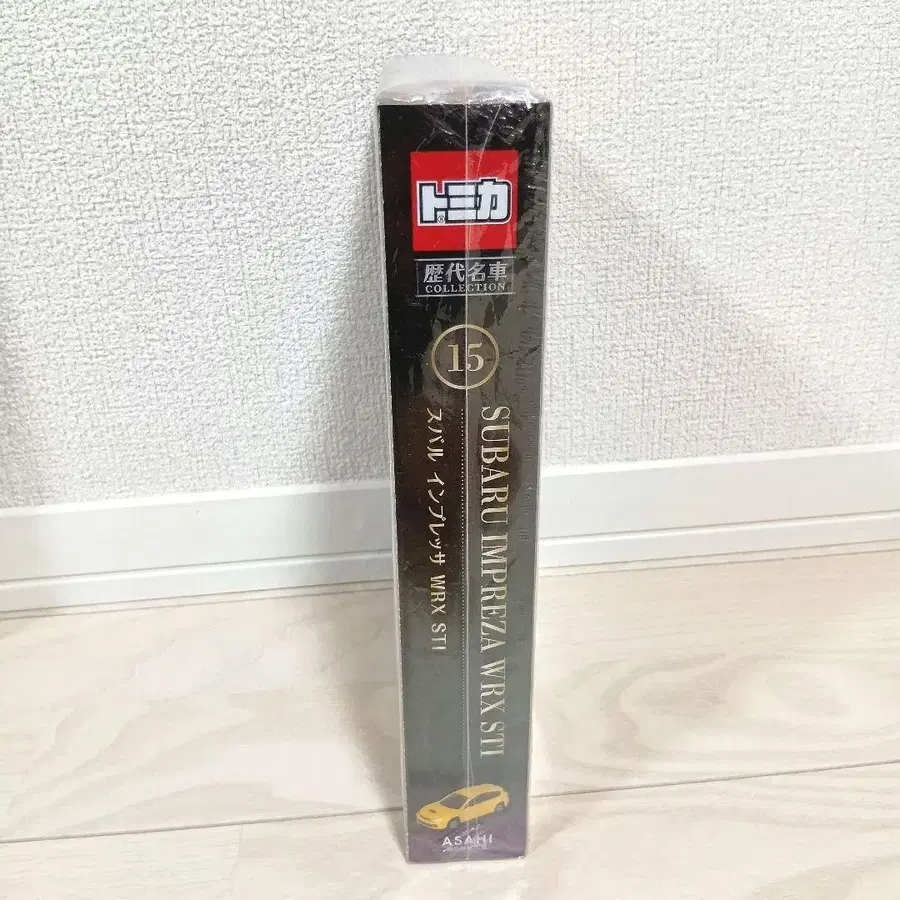 トミカ
歴代名車
COLLECTION
15
SUBARU IMPREZA WRX STI
スバル インプレッサ WRX STI
ASAHI